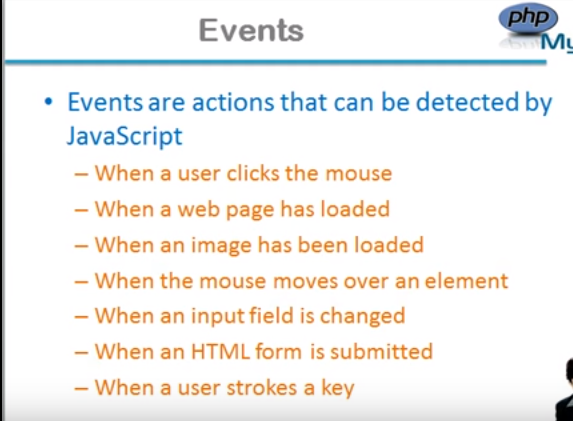 Events
php
My
• Events are actions that can be detected by
JavaScript
– When a user clicks the mouse
– When a web page has loaded
– When an image has been loaded
– When the mouse moves over an element
– When an input field is changed
– When an HTML form is submitted
– When a user strokes a key